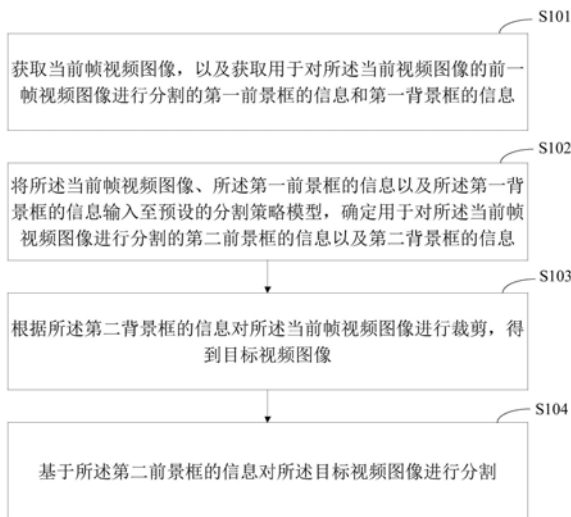 S101
获取当前帧视频图像，以及获取用于对所述当前视频图像的前一
帧视频图像进行分割的第一前景框的信息和第一背景框的信息
S102
将所述当前帧视频图像、所述第一前景框的信息以及所述第一背
景框的信息输入至预设的分割策略模型，确定用于对所述当前帧
视频图像进行分割的第二前景框的信息以及第二背景框的信息
S103
根据所述第二背景框的信息对所述当前帧视频图像进行裁剪，得
到目标视频图像
S104
基于所述第二前景框的信息对所述目标视频图像进行分割